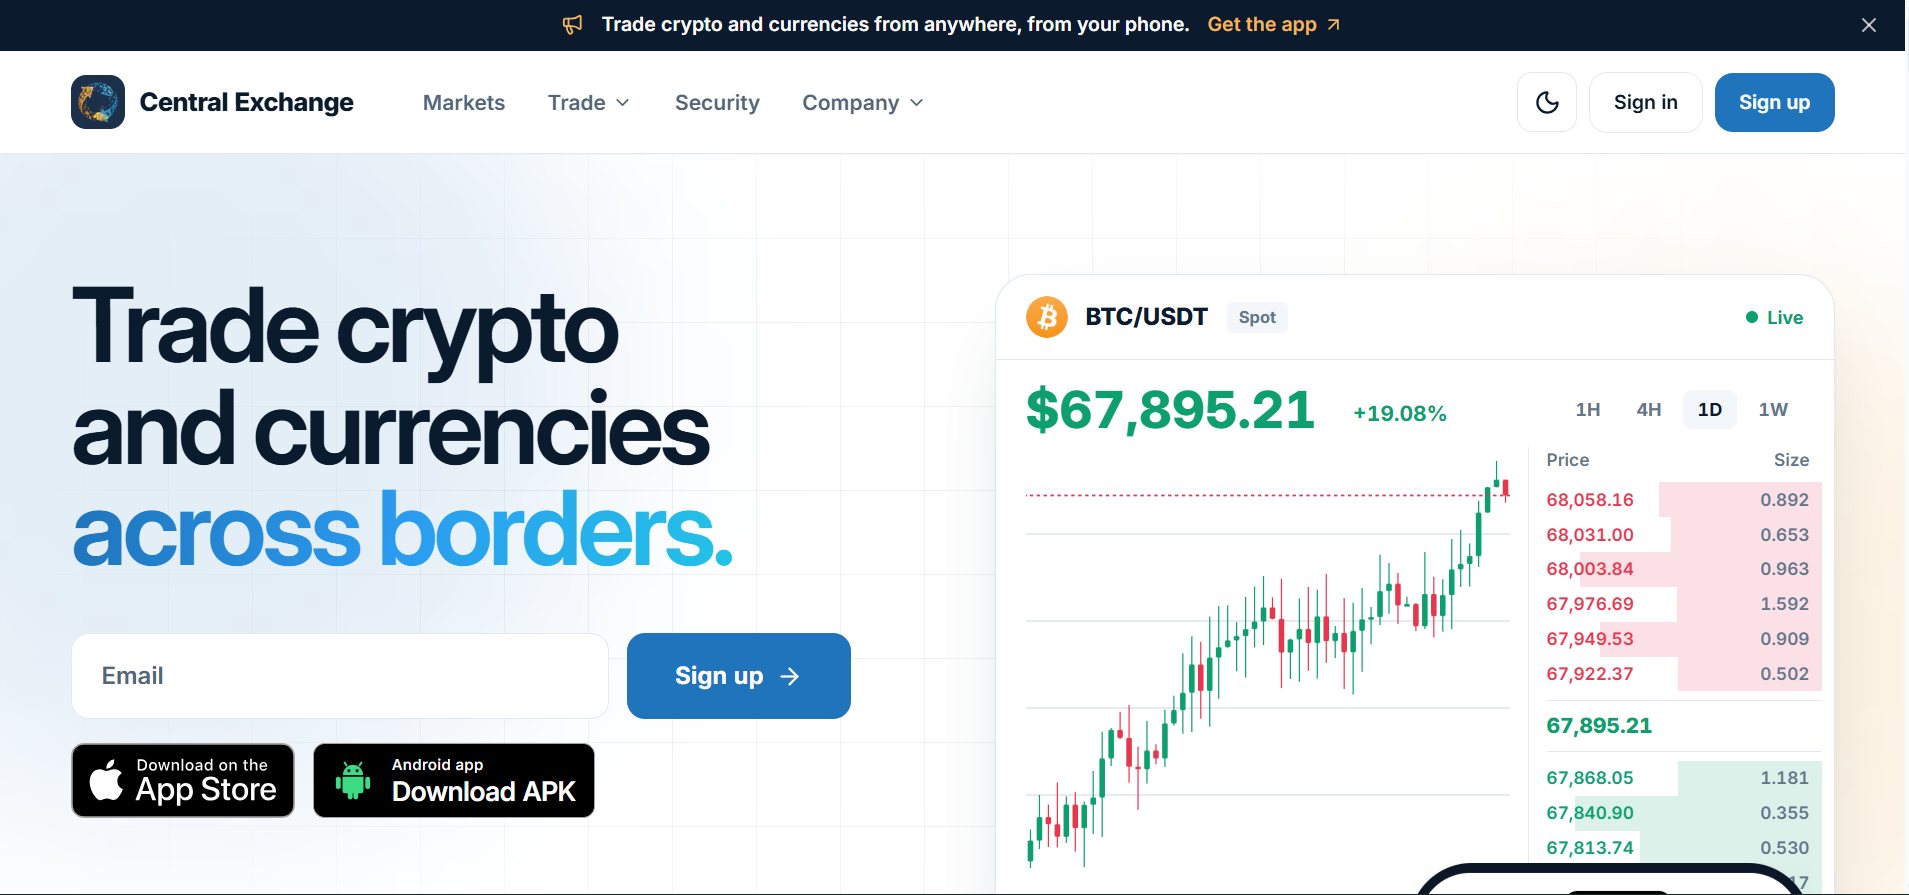 Trade crypto and currencies from anywhere, from your phone. Get the app
Central Exchange
Markets
Trade
Security
Company
Sign in
Sign up
Trade crypto
and currencies
across borders.
Email
Sign up
Download on the
App Store
Android app
Download APK
BTC/USDT
Spot
Live
$67,895.21
+19.08%
1H
4H
1D
1W
Price Size
68,058.16 0.892
68,031.00 0.653
68,003.84 0.963
67,976.69 1.592
67,949.53 0.909
67,922.37 0.502
67,895.21
67,868.05 1.181
67,840.90 0.355
67,813.74 0.530